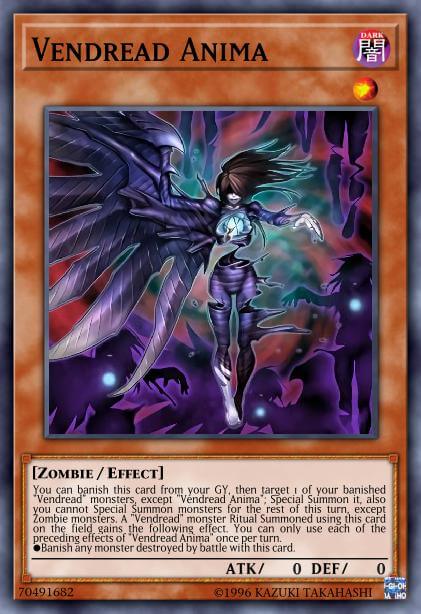 VENDREAD ANIMA
DARK
闇
[ZOMBIE / EFFECT]
You can banish this card from your GY, then target 1 of your banished
"Vendread" monsters, except "Vendread Anima"; Special Summon it, also
you cannot Special Summon monsters for the rest of this turn, except
Zombie monsters. A "Vendread" monster Ritual Summoned using this card
on the field gains the following effect. You can only use each of the
preceding effects of "Vendread Anima" once per turn.
●Banish any monster destroyed by battle with this card.
ATK/ 0 DEF/ 0
70491682
©1996 KAZUKI TAKAHASHI